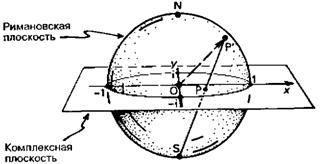 N
Римановская
плоскость
P'
y
-1
O
P
1
x
-1
Комплексная
плоскость
S